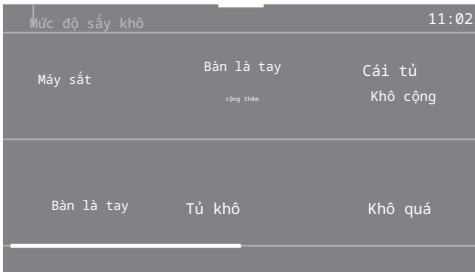 Mức độ sấy khô
11:02
Máy sắt
Bàn là tay
cộng thêm
Cái tủ
Khô cộng
Bàn là tay
Tủ khô
Khô quá